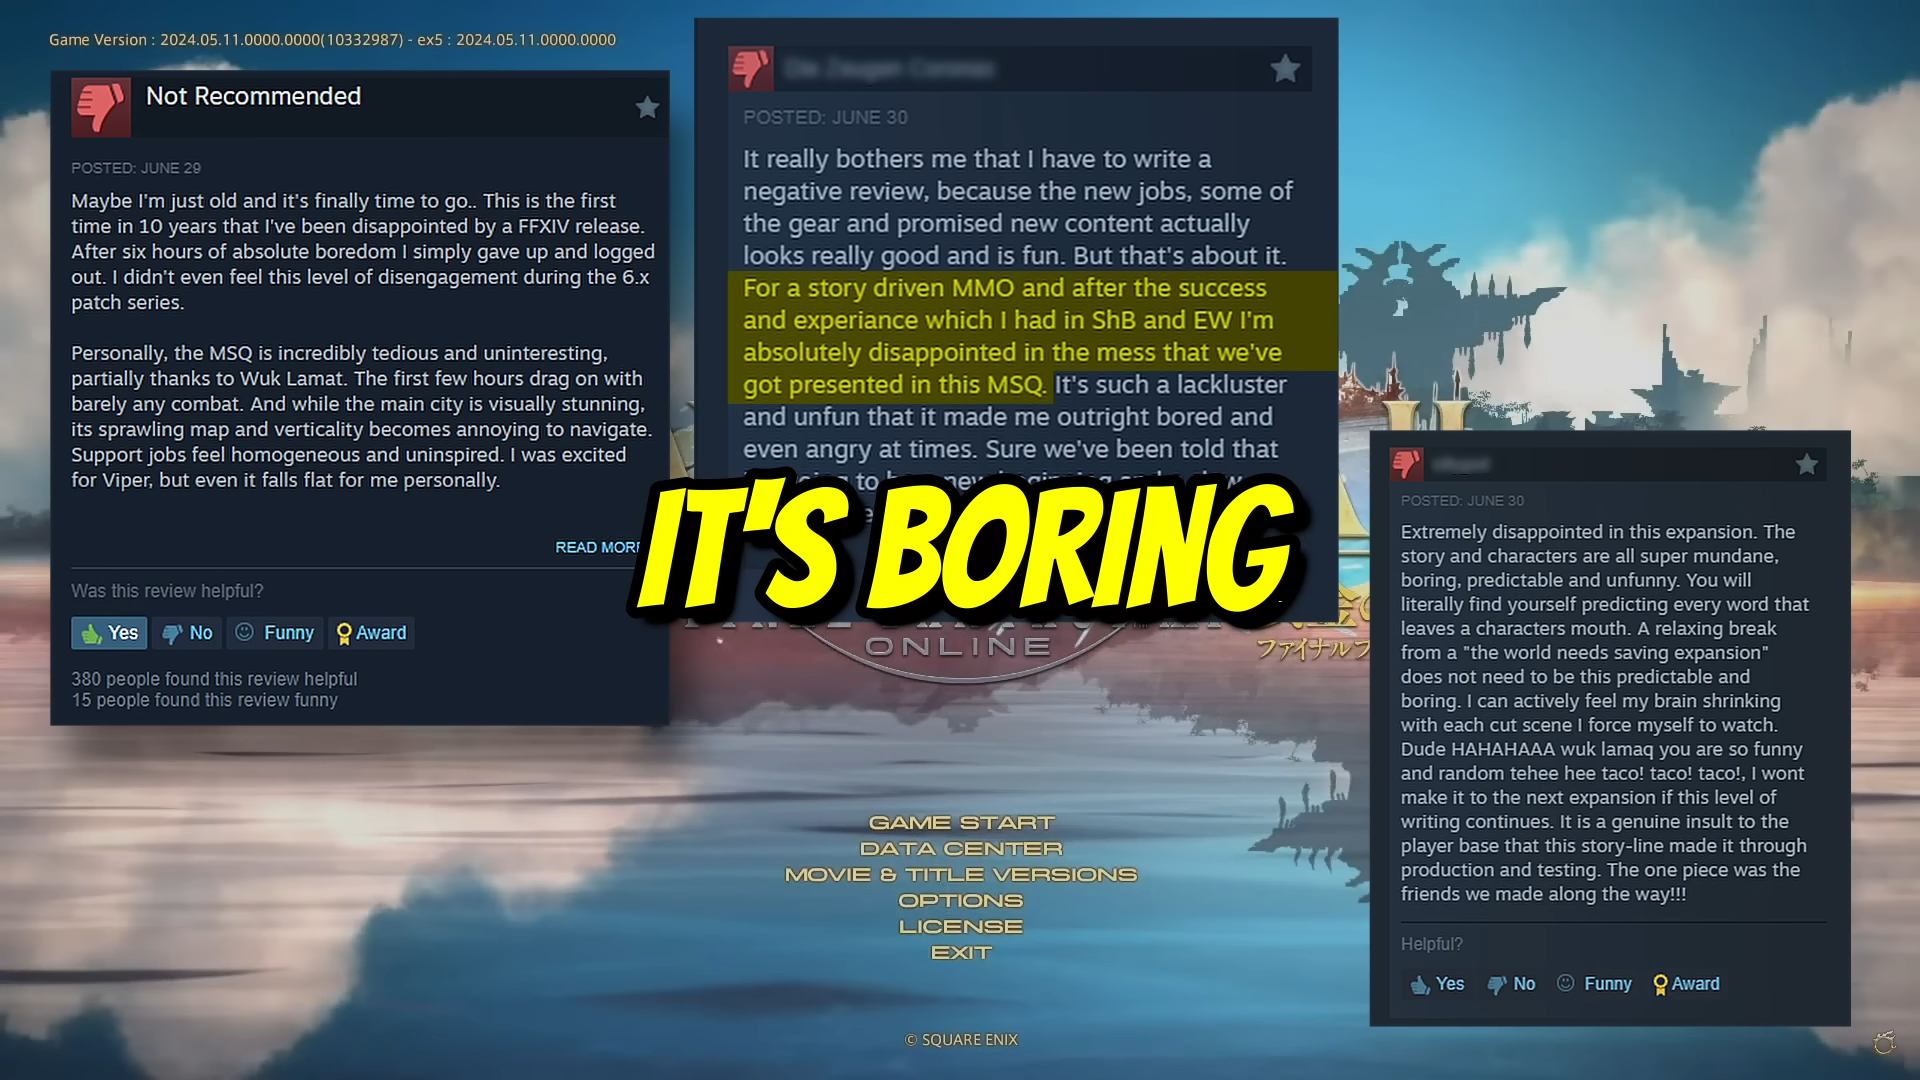 Game Version : 2024.05.11.0000.0000(10332987) - ex5 : 2024.05.11.0000.0000
Not Recommended
POSTED: JUNE 29
Maybe I'm just old and it's finally time to go.. This is the first
time in 10 years that I've been disappointed by a FFXIV release.
After six hours of absolute boredom I simply gave up and logged
out. I didn't even feel this level of disengagement during the 6.x
patch series.
Personally, the MSQ is incredibly tedious and uninteresting,
partially thanks to Wuk Lamat. The first few hours drag on with
barely any combat. And while the main city is visually stunning,
its sprawling map and verticality becomes annoying to navigate.
Support jobs feel homogeneous and uninspired. I was excited
for Viper, but even it falls flat for me personally.
READ MORE
Was this review helpful?
Yes No Funny Award
380 people found this review helpful
15 people found this review funny
POSTED: JUNE 30
It really bothers me that I have to write a
negative review, because the new jobs, some of
the gear and promised new content actually
looks really good and is fun. But that's about it.
For a story driven MMO and after the success
and experiance which I had in ShB and EW I'm
absolutely disappointed in the mess that we've
got presented in this MSQ. It's such a lackluster
and unfun that it made me outright bored and
even angry at times. Sure we've been told that
IT'S BORING
ONLINE
POSTED: JUNE 30
Extremely disappointed in this expansion. The
story and characters are all super mundane,
boring, predictable and unfunny. You will
literally find yourself predicting every word that
leaves a characters mouth. A relaxing break
from a "the world needs saving expansion"
does not need to be this predictable and
boring. I can actively feel my brain shrinking
with each cut scene I force myself to watch.
Dude HAHAHAAA wuk lamaq you are so funny
and random tehee hee taco! taco! taco!, I wont
make it to the next expansion if this level of
writing continues. It is a genuine insult to the
player base that this story-line made it through
production and testing. The one piece was the
friends we made along the way!!!
Helpful?
Yes No Funny Award
GAME START
DATA CENTER
MOVIE & TITLE VERSIONS
OPTIONS
LICENSE
EXIT
© SQUARE ENIX